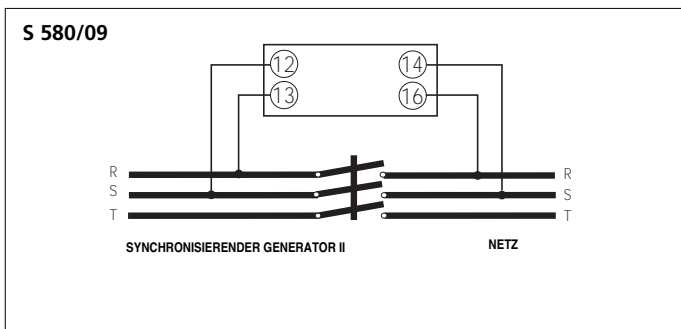 S 580/09
12 14
13 16
R R
S S
T T
SYNCHRONISIERENDER GENERATOR II NETZ